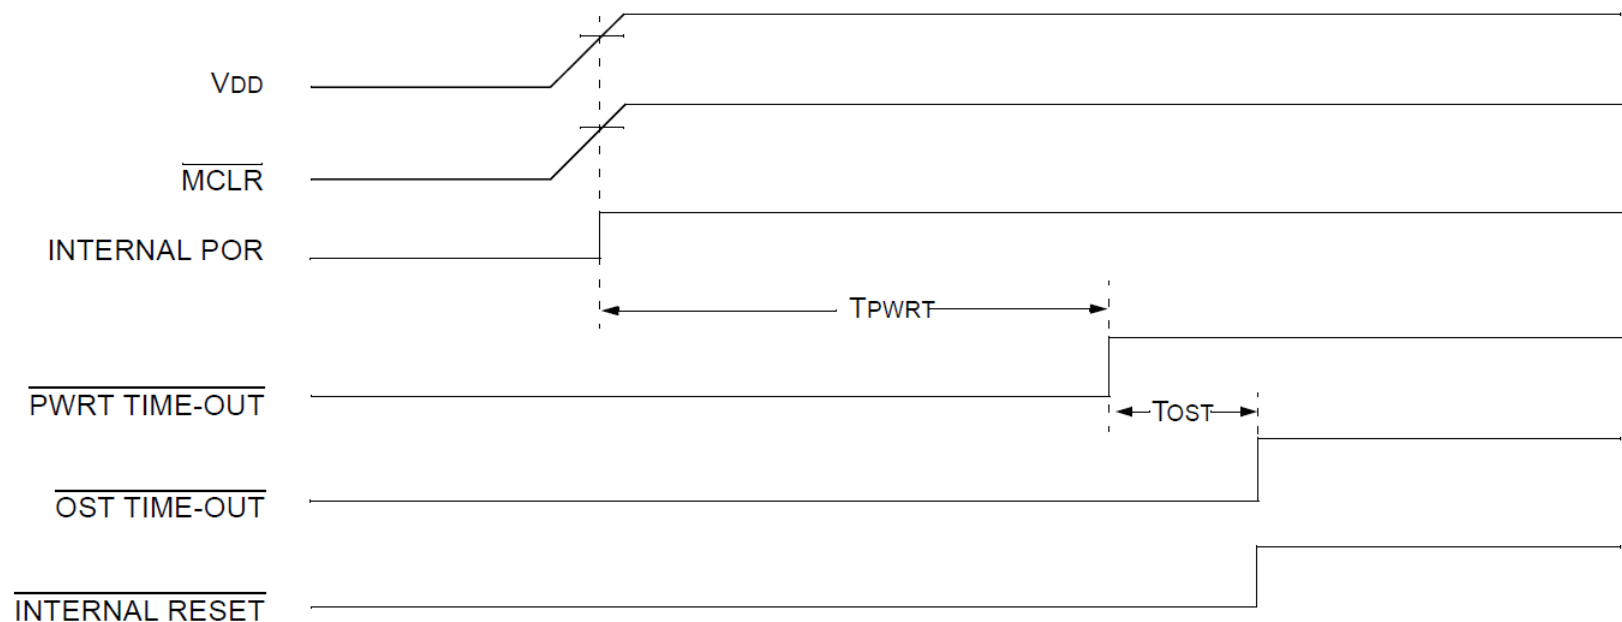 VDD
MCLR
INTERNAL POR
TPWRT
PWRT TIME-OUT
TOST
OST TIME-OUT
INTERNAL RESET